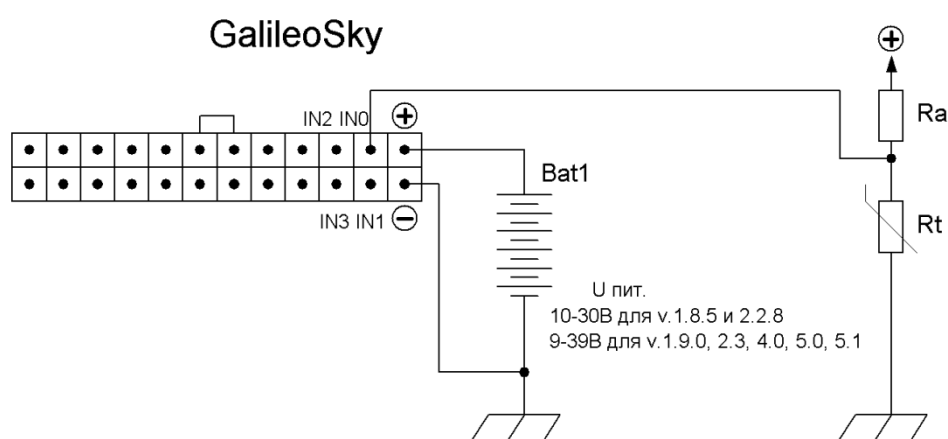 GalileoSky
IN2 IN0 +
IN3 IN1 −
+
Ra
Bat1
Rt
U пит.
10-30В для v.1.8.5 и 2.2.8
9-39В для v.1.9.0, 2.3, 4.0, 5.0, 5.1